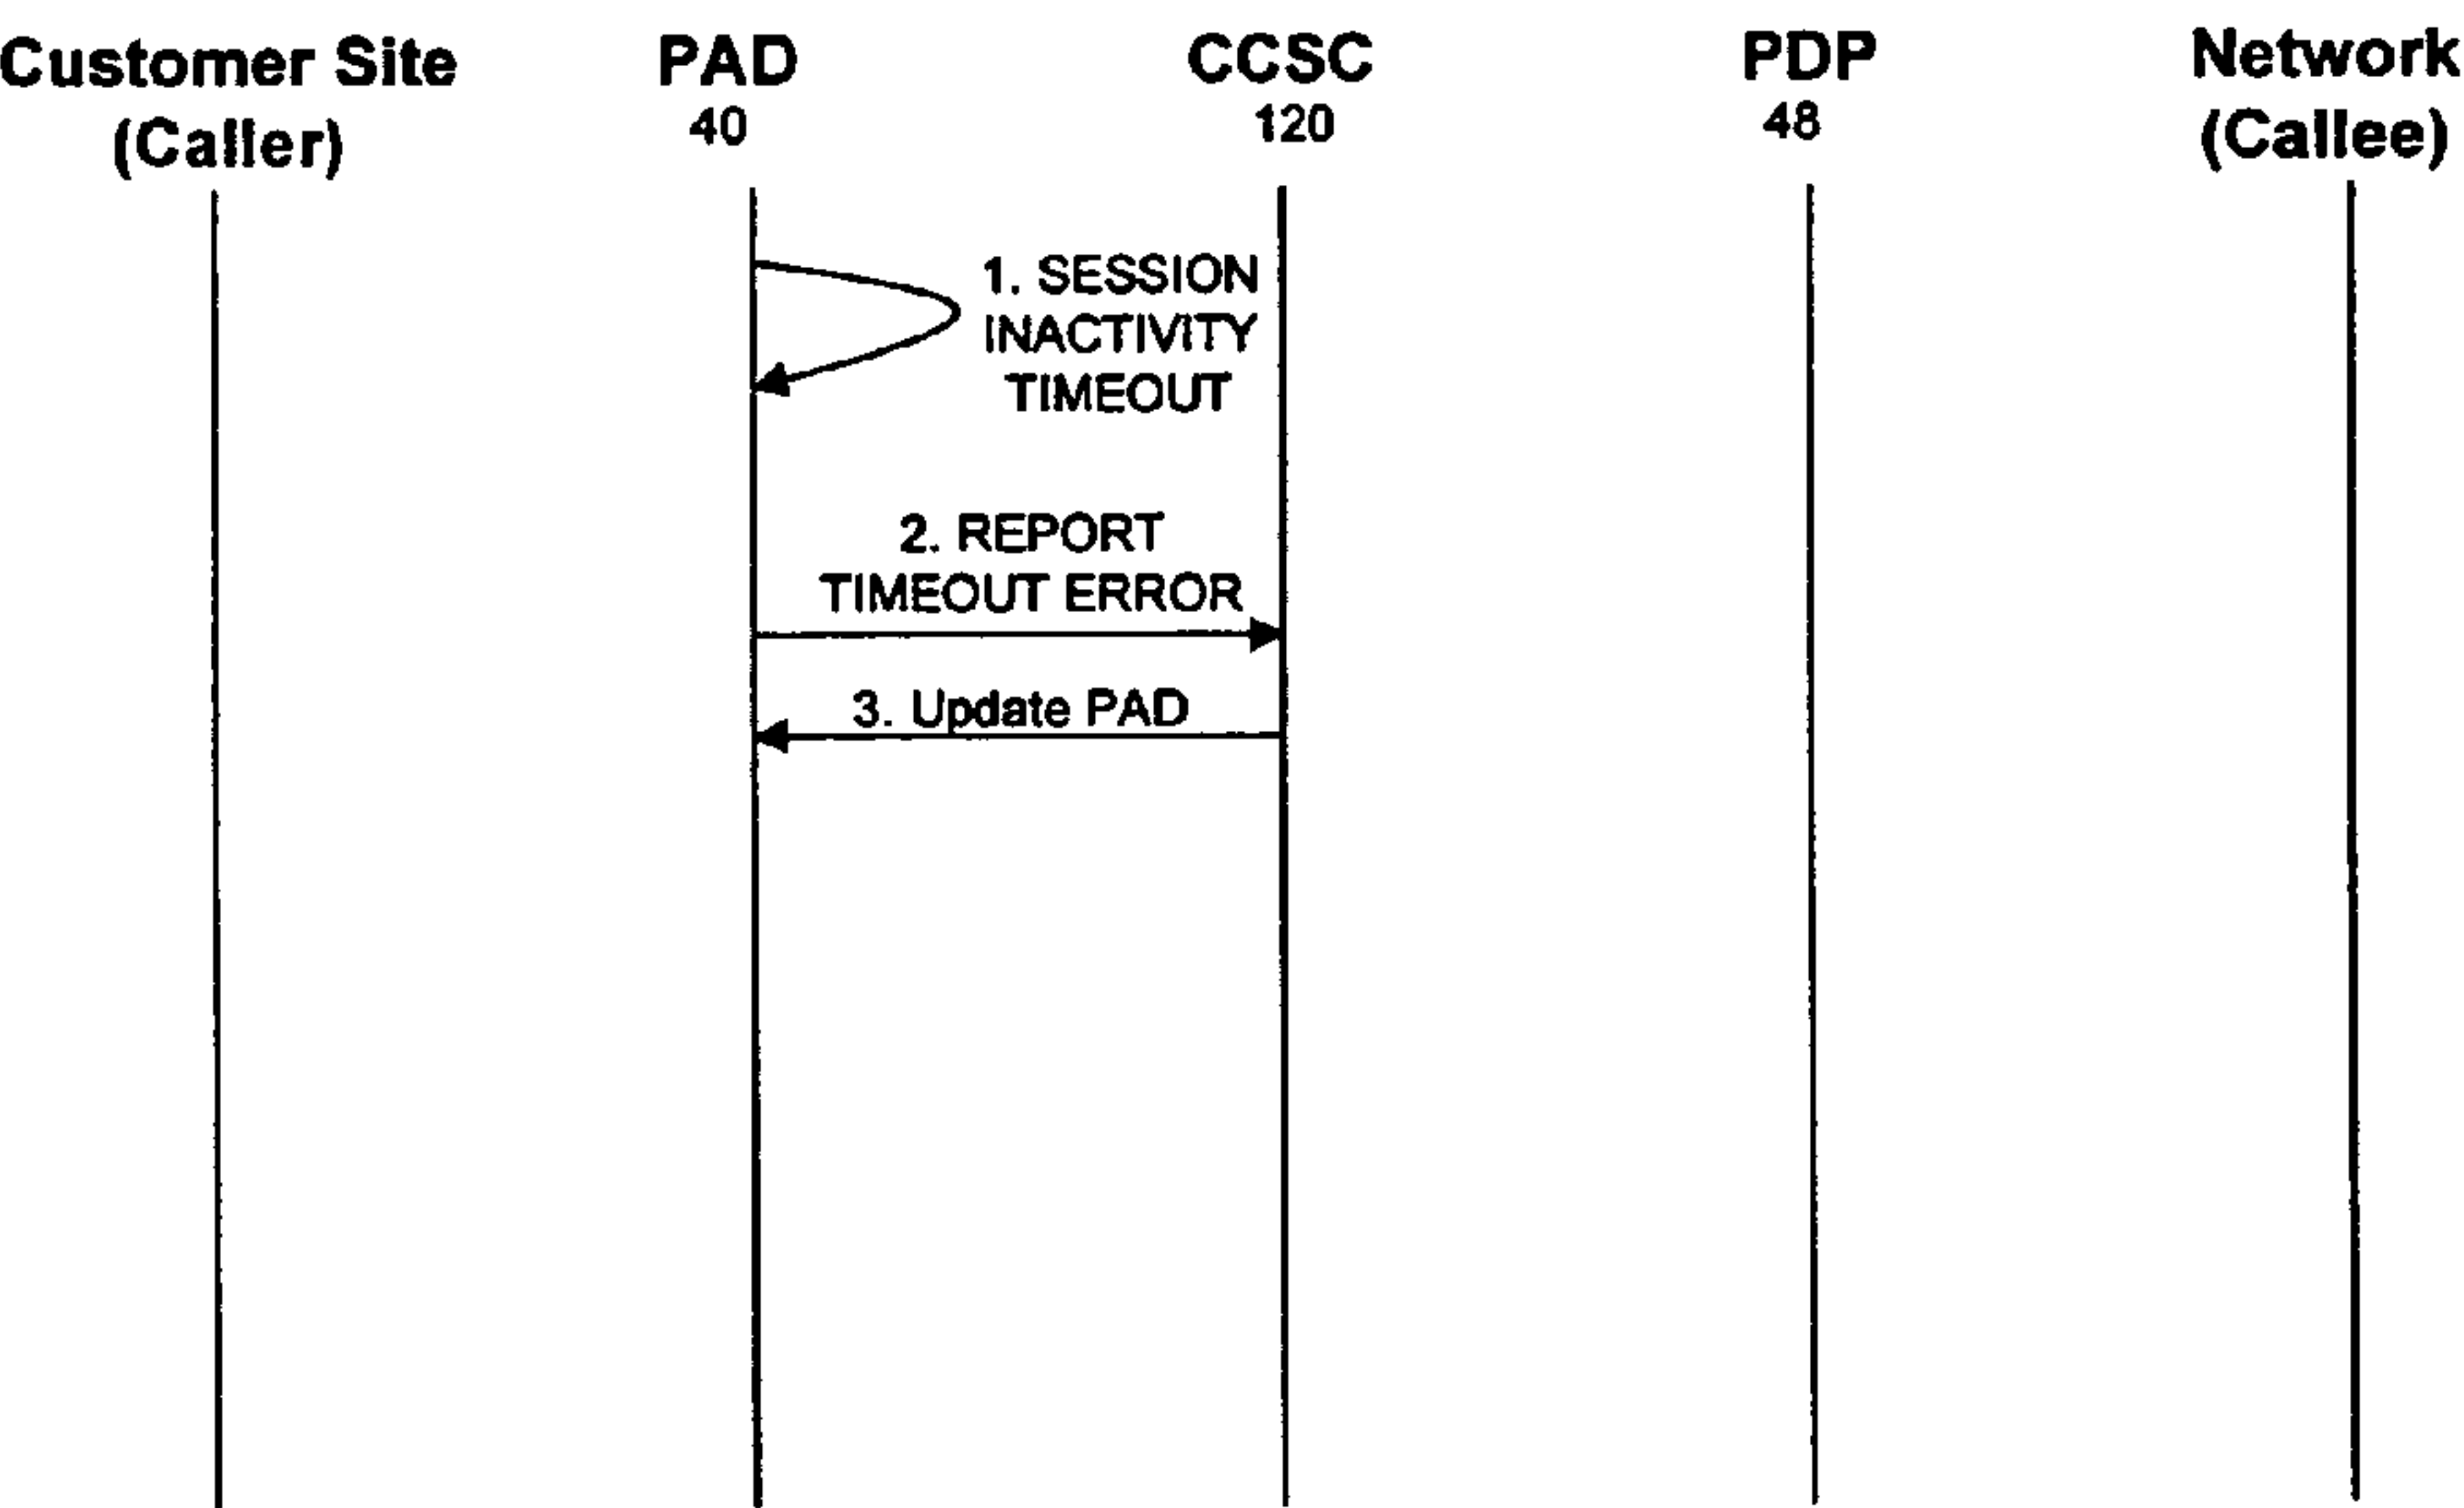 Customer Site
(Caller)
PAD
40
CCSC
120
PDP
48
Network
(Callee)
1. SESSION
INACTIVITY
TIMEOUT
2. REPORT
TIMEOUT ERROR
3. Update PAD